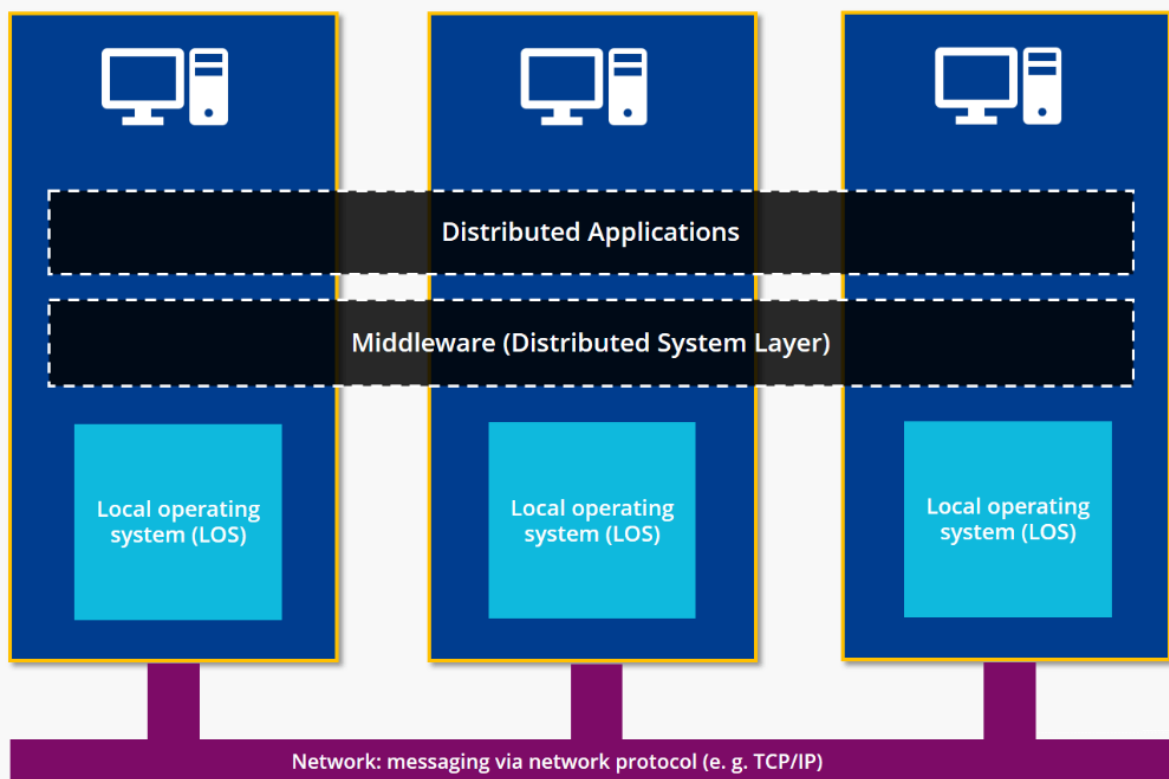 Distributed Applications
Middleware (Distributed System Layer)
Local operating
system (LOS)
Local operating
system (LOS)
Local operating
system (LOS)
Network: messaging via network protocol (e. g. TCP/IP)